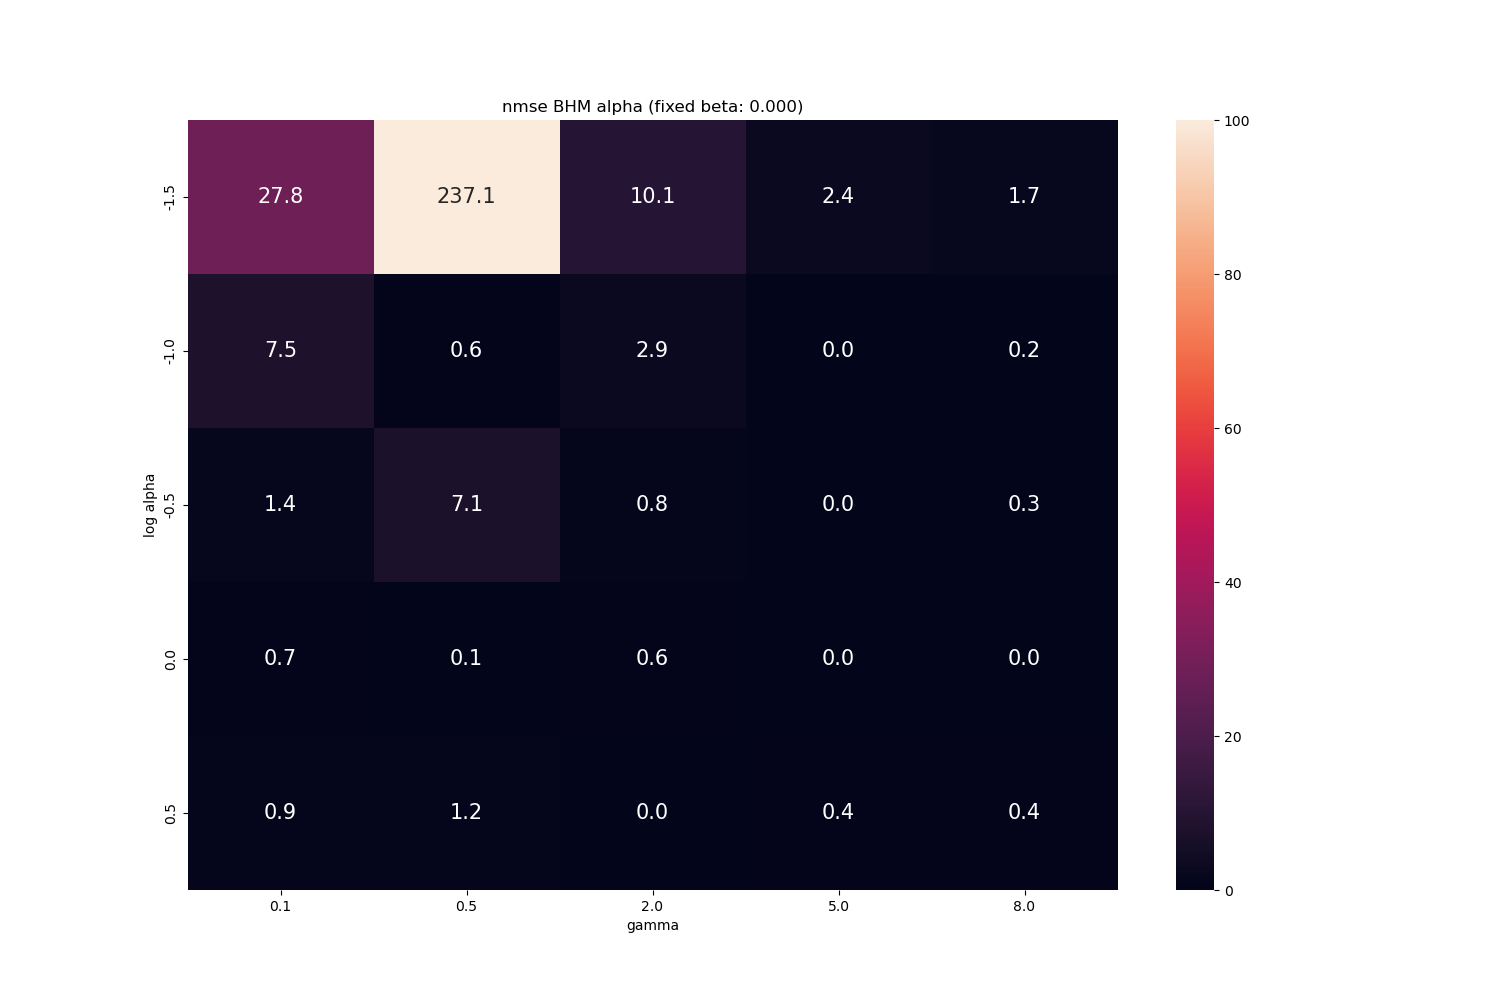 nmse BHM alpha (fixed beta: 0.000)
100
-1.5 27.8 237.1 10.1 2.4 1.7
80
-1.0 7.5 0.6 2.9 0.0 0.2
60
log alpha
-0.5 1.4 7.1 0.8 0.0 0.3
40
0.0 0.7 0.1 0.6 0.0 0.0
20
0.5 0.9 1.2 0.0 0.4 0.4
0
0.1 0.5 2.0 5.0 8.0
gamma